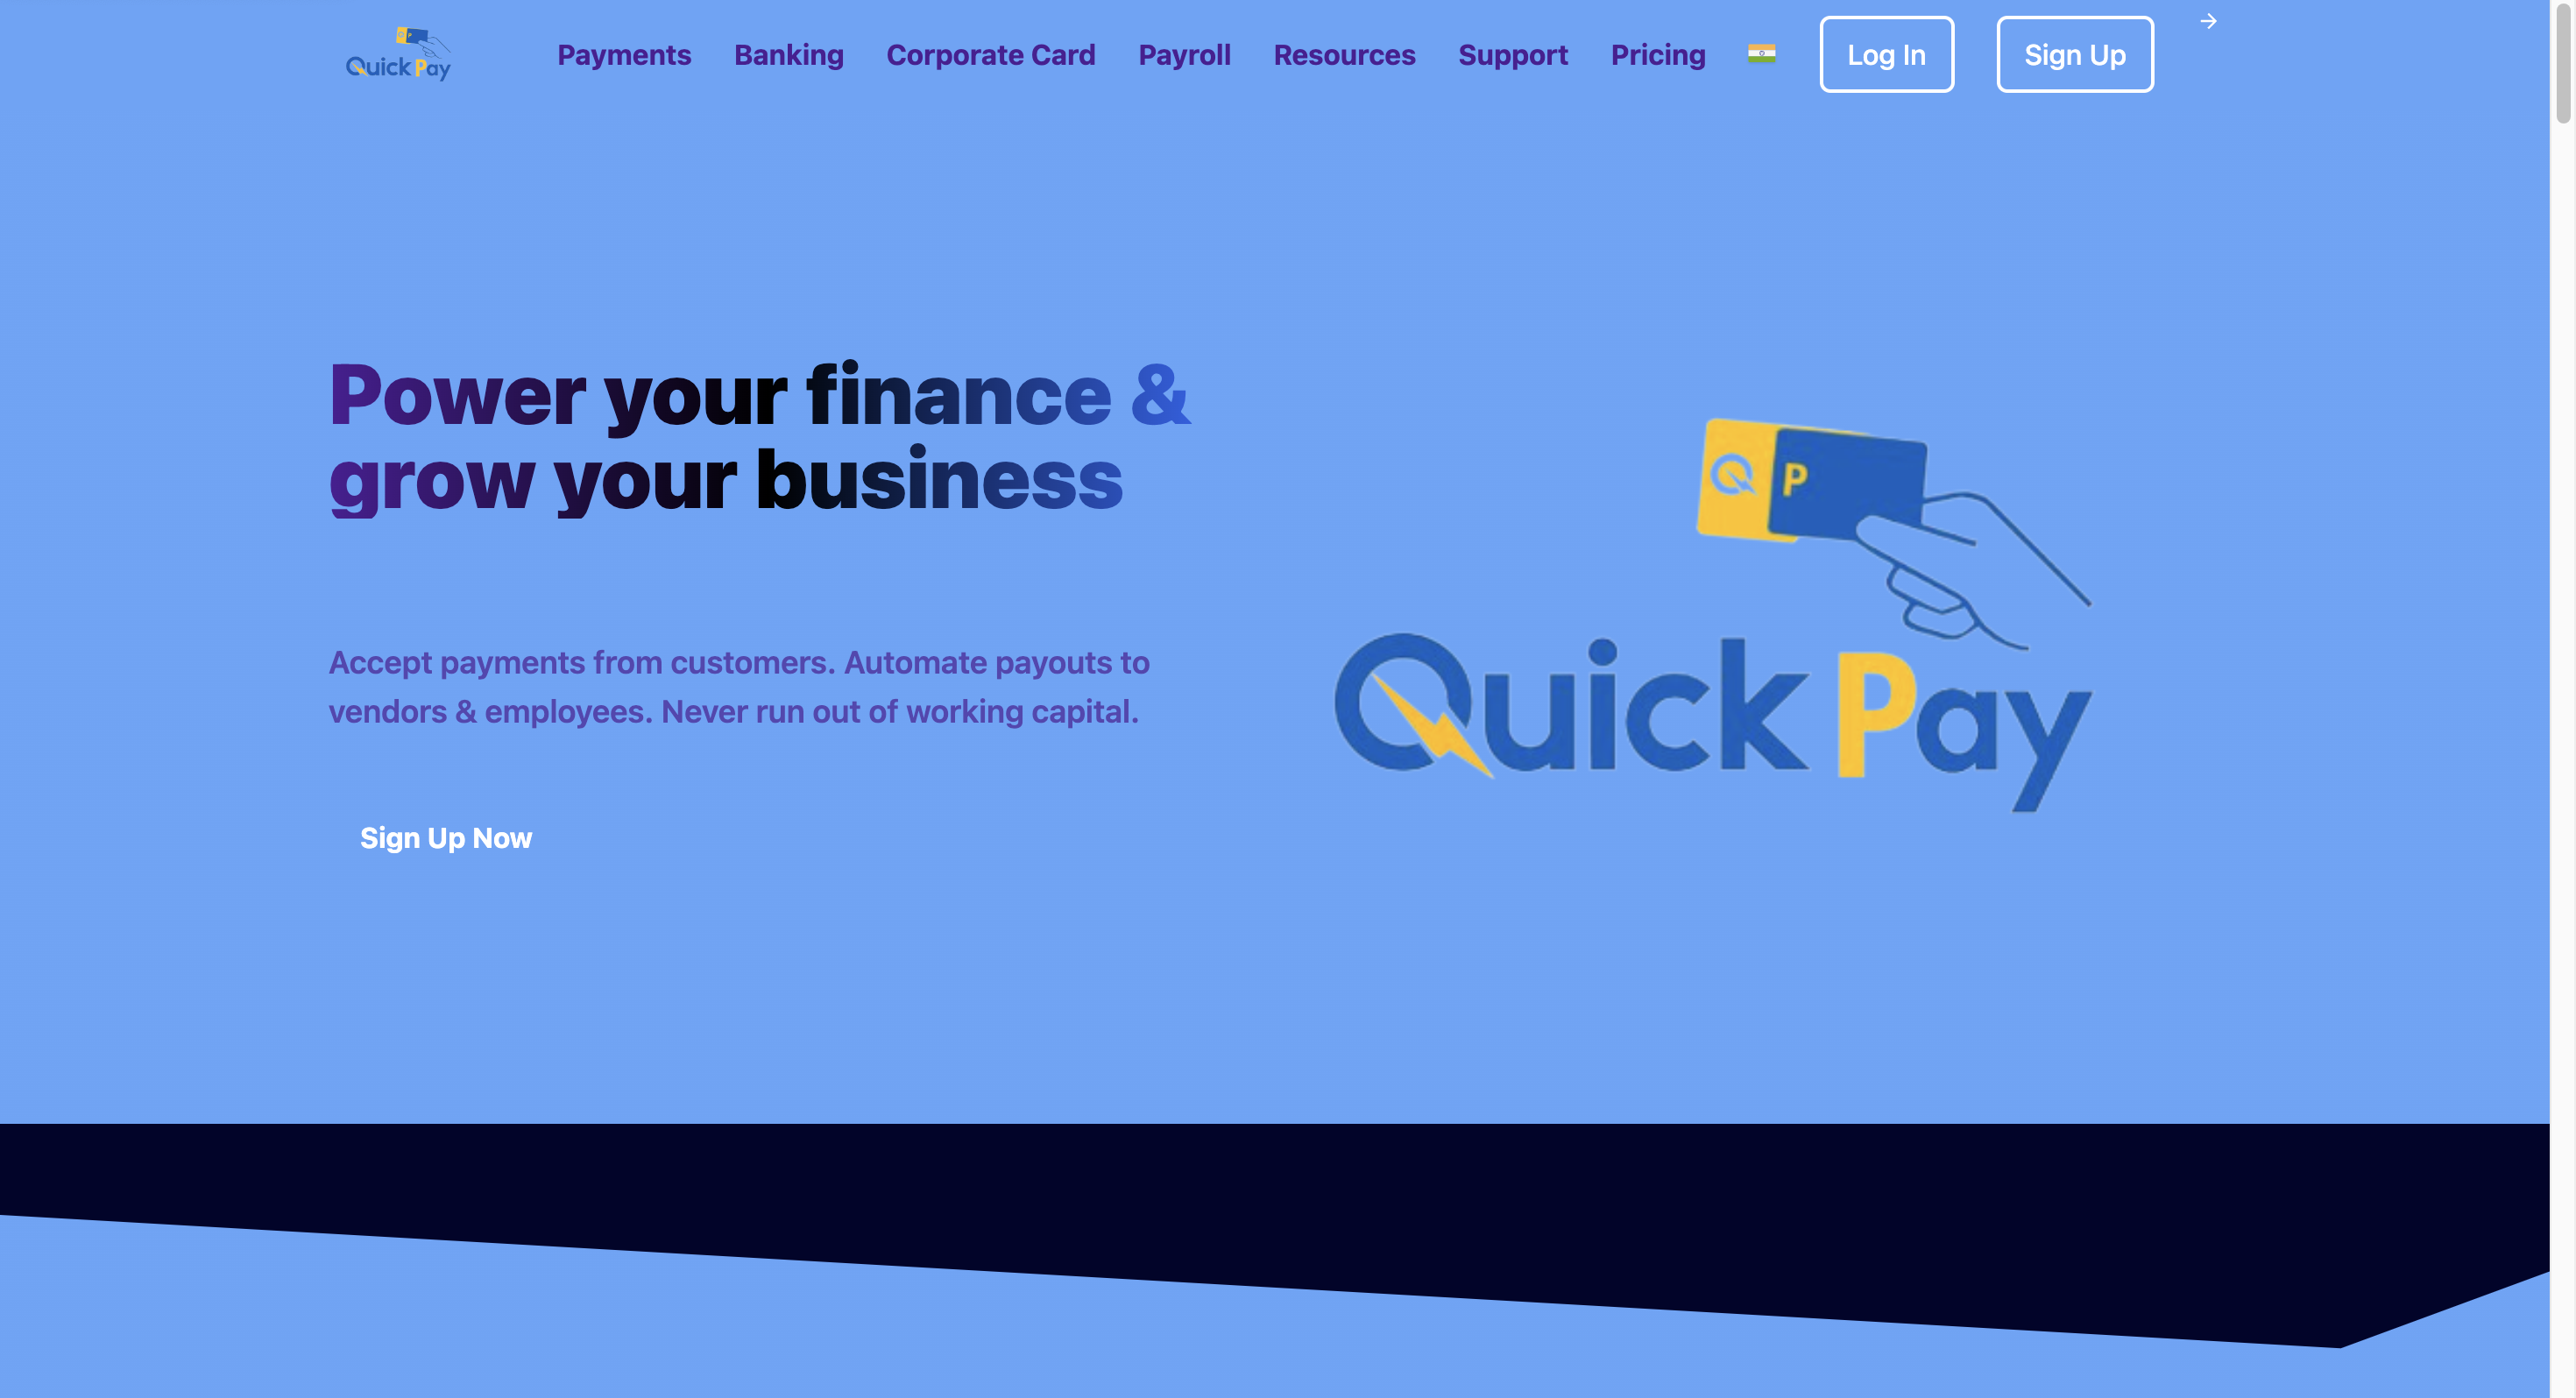 Quick Pay
Payments Banking Corporate Card Payroll Resources Support Pricing Log In Sign Up
Power your finance &
grow your business
Accept payments from customers. Automate payouts to
vendors & employees. Never run out of working capital.
Sign Up Now
Q P
Quick Pay